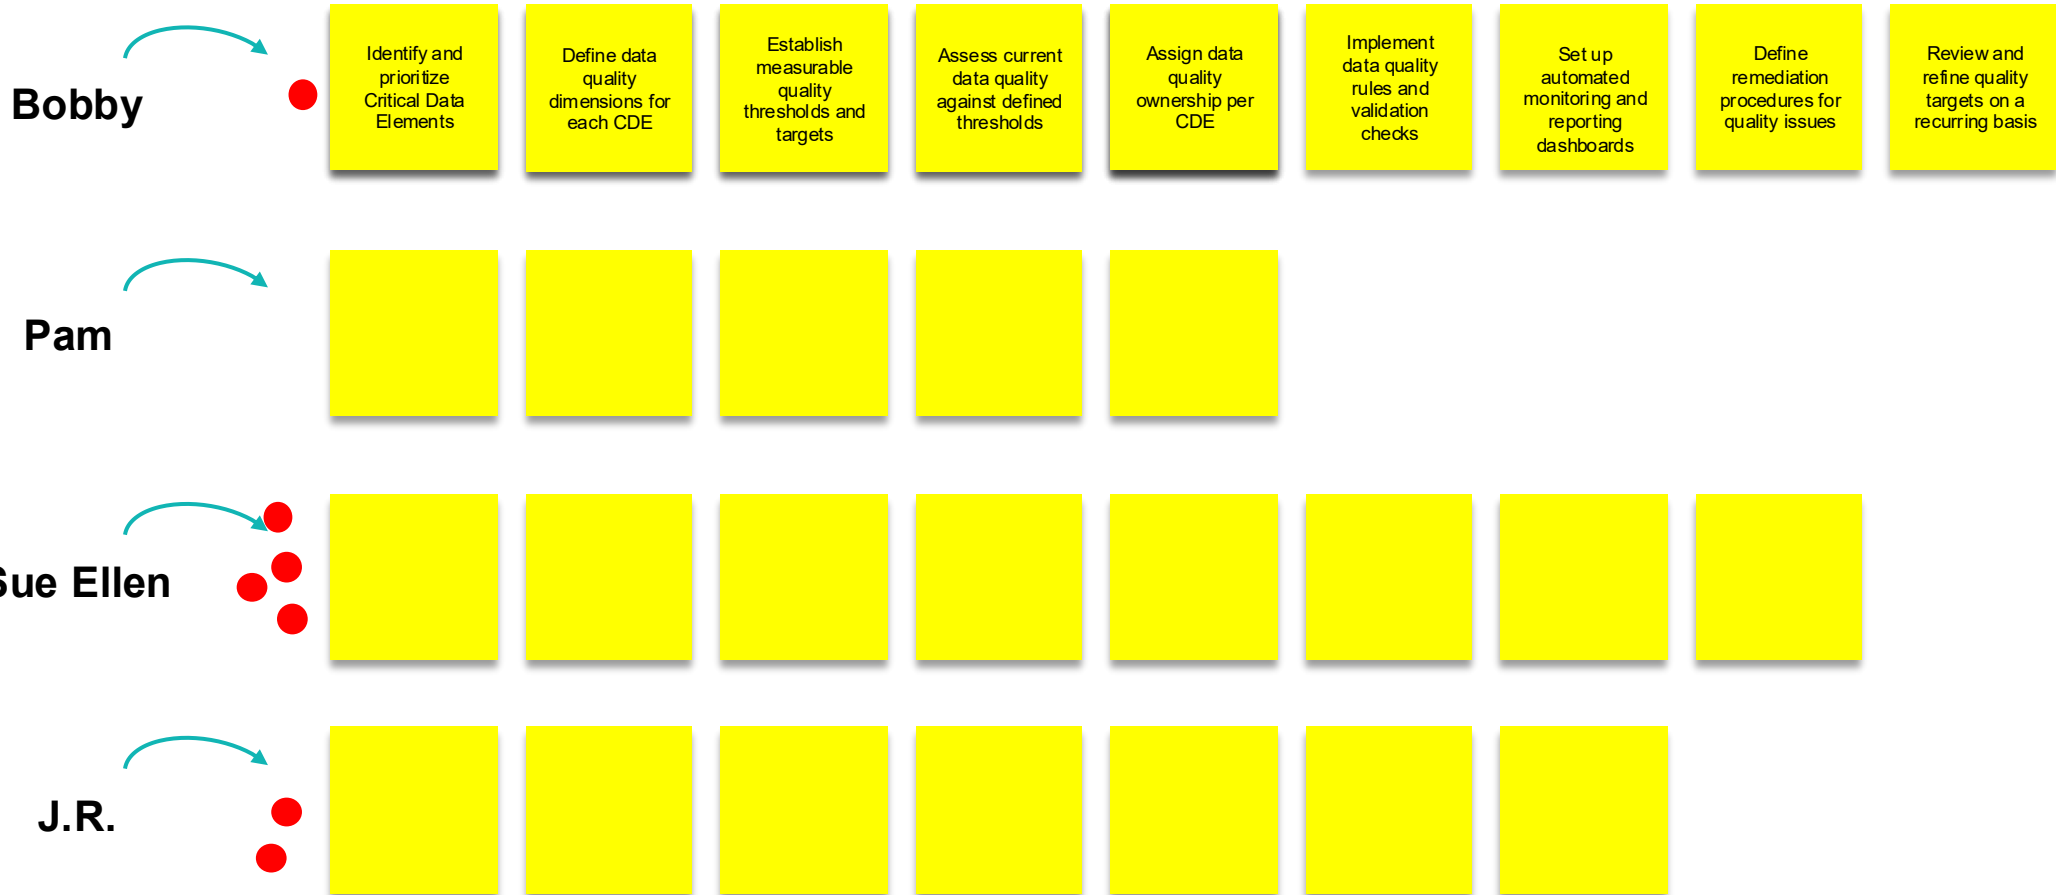 Bobby
Identify and
prioritize
Critical Data
Elements
Define data
quality
dimensions for
each CDE
Establish
measurable
quality
thresholds and
targets
Assess current
data quality
against defined
thresholds
Assign data
quality
ownership per
CDE
Implement
data quality
rules and
validation
checks
Set up
automated
monitoring and
reporting
dashboards
Define
remediation
procedures for
quality issues
Review and
refine quality
targets on a
recurring basis
Pam
Sue Ellen
J.R.